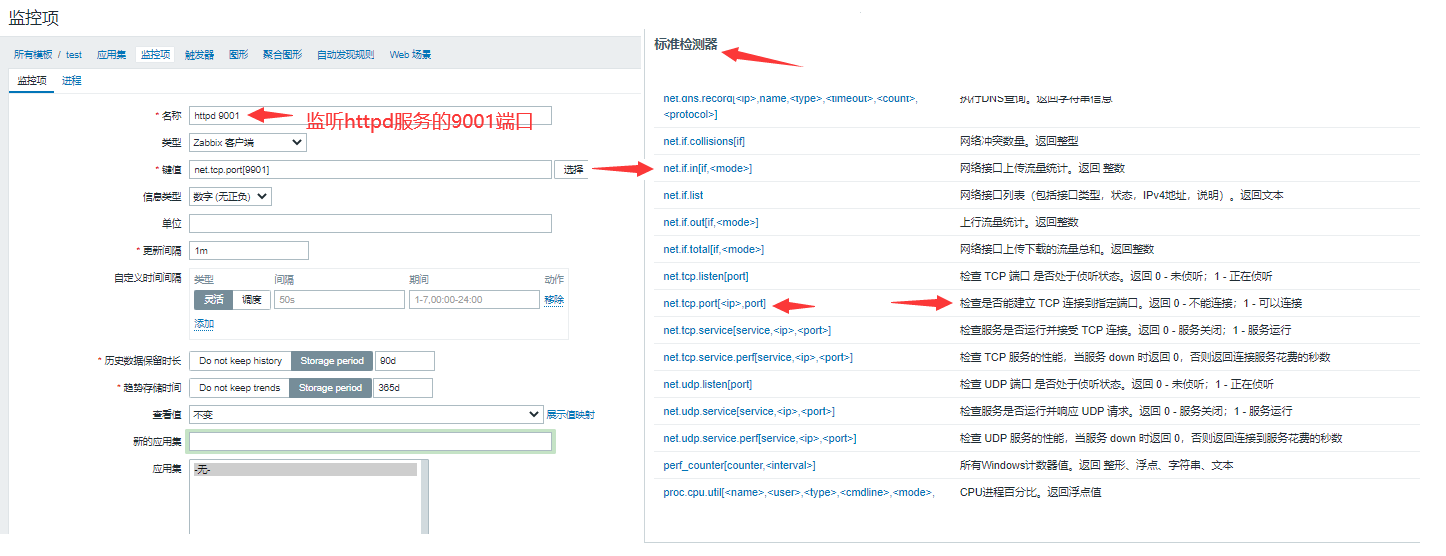 监控项
所有模板 / test 应用集 监控项 触发器 图形 聚合图形 自动发现规则 Web 场景
监控项 进程
* 名称 httpd 9001
监听httpd服务的9001端口
类型 Zabbix 客户端
* 键值 net.tcp.port[9901] 选择
信息类型 数字 (无正负)
单位
* 更新间隔 1m
自定义时间间隔 类型 间隔 期间 动作
灵活 调度 50s 1-7,00:00-24:00 移除
添加
* 历史数据保留时长 Do not keep history Storage period 90d
* 趋势存储时间 Do not keep trends Storage period 365d
查看值 不变 展示值映射
新的应用集
应用集 -无-
标准检测器
net.dns.record[<ip>,name,<type>,<timeout>,<count>, 执行DNS查询。返回字符串信息
<protocol>]
net.if.collisions[if] 网络冲突数量。返回整型
net.if.in[if,<mode>] 网络接口上传流量统计。返回 整数
net.if.list 网络接口列表（包括接口类型，状态，IPv4地址，说明）。返回文本
net.if.out[if,<mode>] 上行流量统计。返回整数
net.if.total[if,<mode>] 网络接口上传下载的流量总和。返回整数
net.tcp.listen[port] 检查 TCP 端口 是否处于侦听状态。返回 0 - 未侦听；1 - 正在侦听
net.tcp.port[<ip>,port] 检查是否能建立 TCP 连接到指定端口。返回 0 - 不能连接；1 - 可以连接
net.tcp.service[service,<ip>,<port>] 检查服务是否运行并接受 TCP 连接。返回 0 - 服务关闭；1 - 服务运行
net.tcp.service.perf[service,<ip>,<port>] 检查 TCP 服务的性能，当服务 down 时返回 0，否则返回连接服务花费的秒数
net.udp.listen[port] 检查 UDP 端口 是否处于侦听状态。返回 0 - 未侦听；1 - 正在侦听
net.udp.service[service,<ip>,<port>] 检查服务是否运行并响应 UDP 请求。返回 0 - 服务关闭；1 - 服务运行
net.udp.service.perf[service,<ip>,<port>] 检查 UDP 服务的性能，当服务 down 时返回 0，否则返回连接到服务花费的秒数
perf_counter[counter,<interval>] 所有Windows计数器值。返回 整形、浮点、字符串、文本
proc.cpu.util[<name>,<user>,<type>,<cmdline>,<mode>, CPU进程百分比。返回浮点值